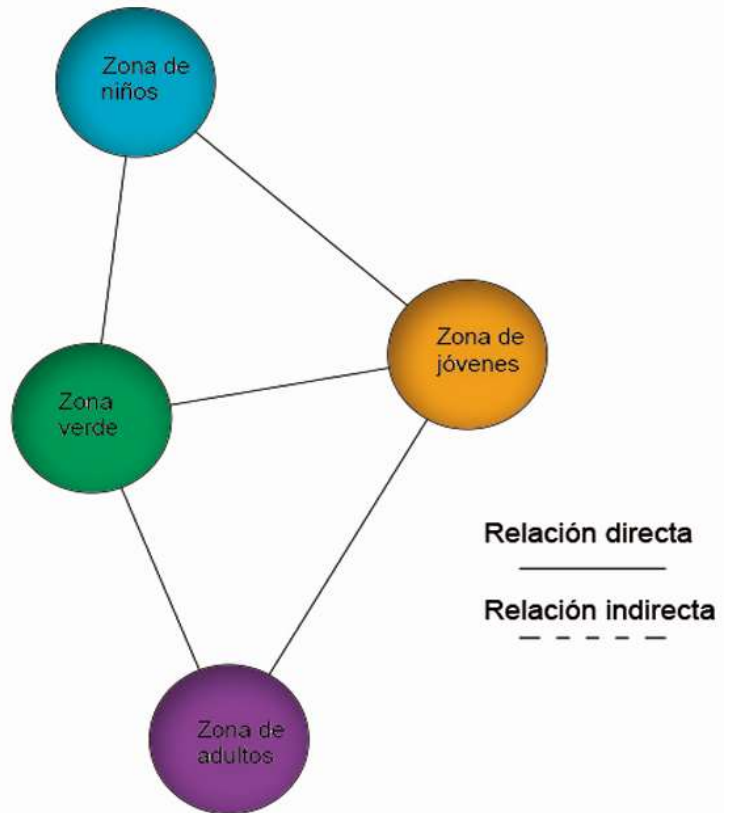 Zona de
niños
Zona de
jóvenes
Zona
verde
Relación directa
Relación indirecta
Zona de
adultos